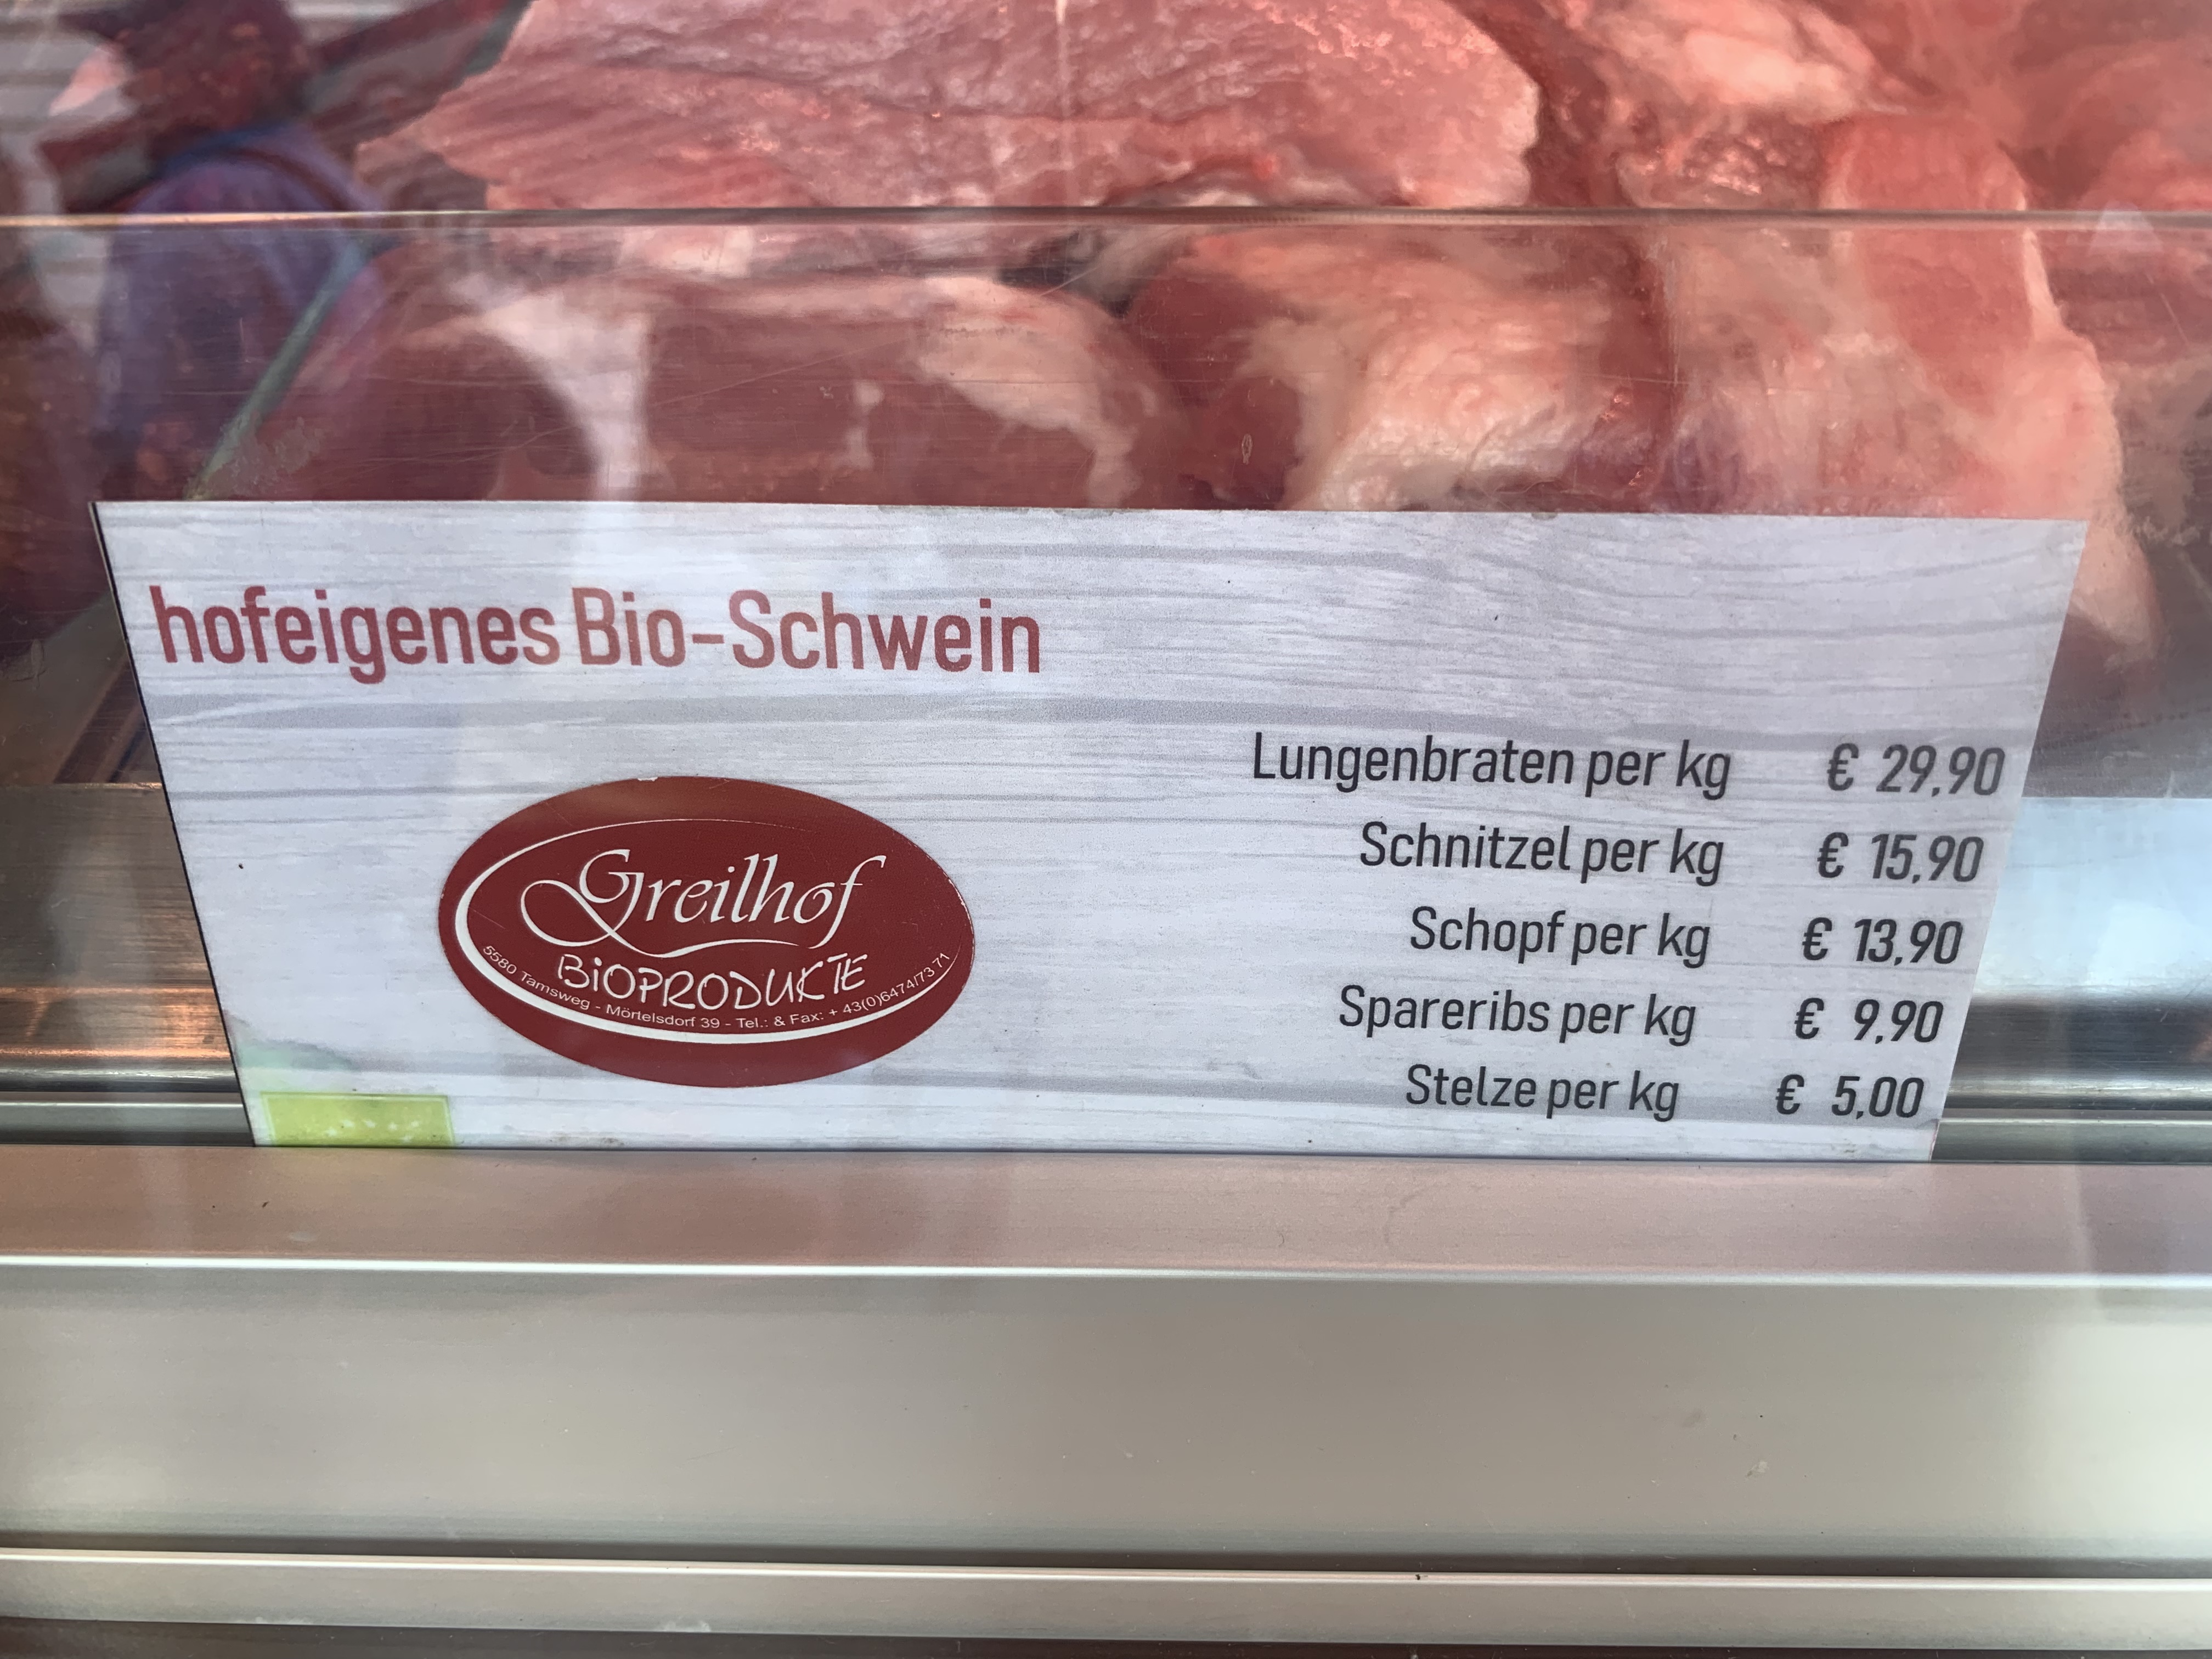 hofeigenes Bio-Schwein
Greilhof
BiOPRODUKTE
5580 Tamsweg - Mörtelsdorf 39 - Tel.: & Fax: + 43(0)6474/73 71
Lungenbraten per kg € 29,90
Schnitzel per kg € 15,90
Schopf per kg € 13,90
Spareribs per kg € 9,90
Stelze per kg € 5,00